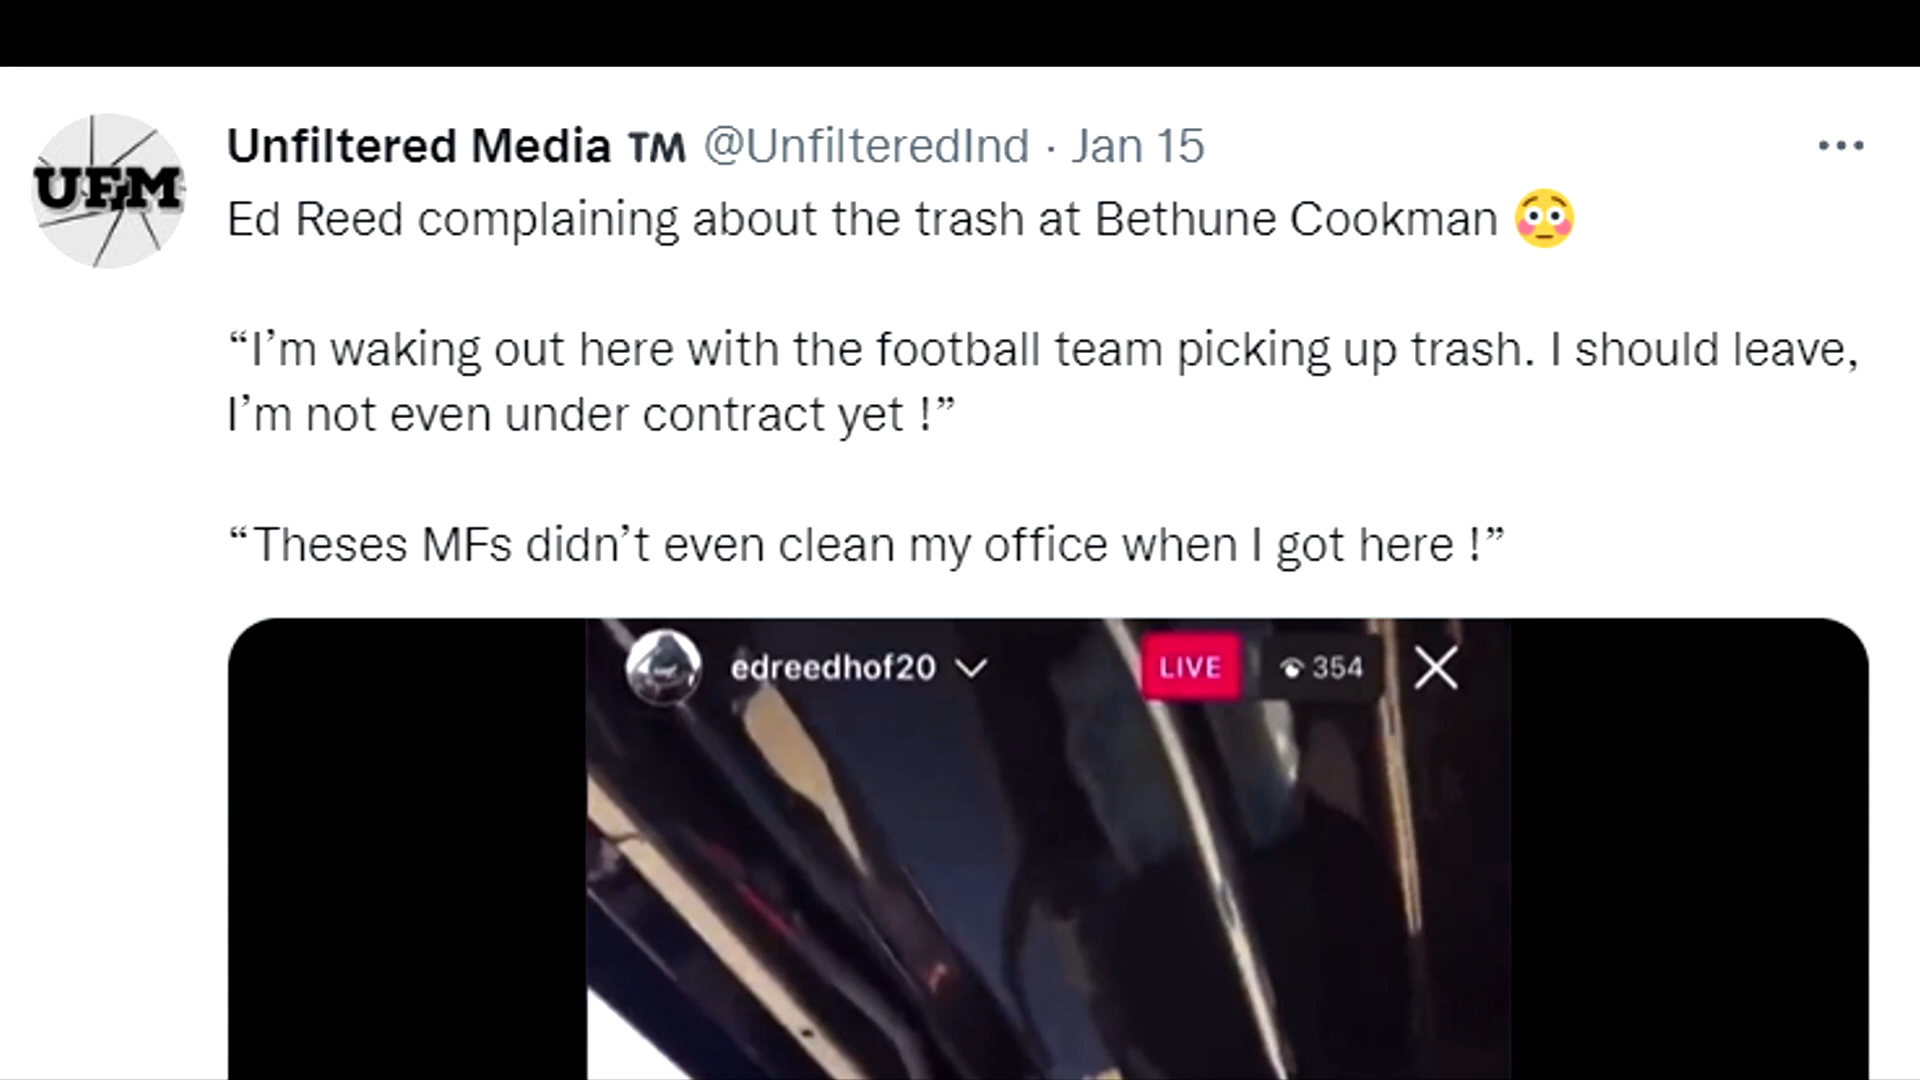 UFM
Unfiltered Media TM @UnfilteredInd · Jan 15
Ed Reed complaining about the trash at Bethune Cookman 😳
“I’m waking out here with the football team picking up trash. I should leave,
I’m not even under contract yet !”
“Theses MFs didn’t even clean my office when I got here !”
edreedhof20
LIVE
354